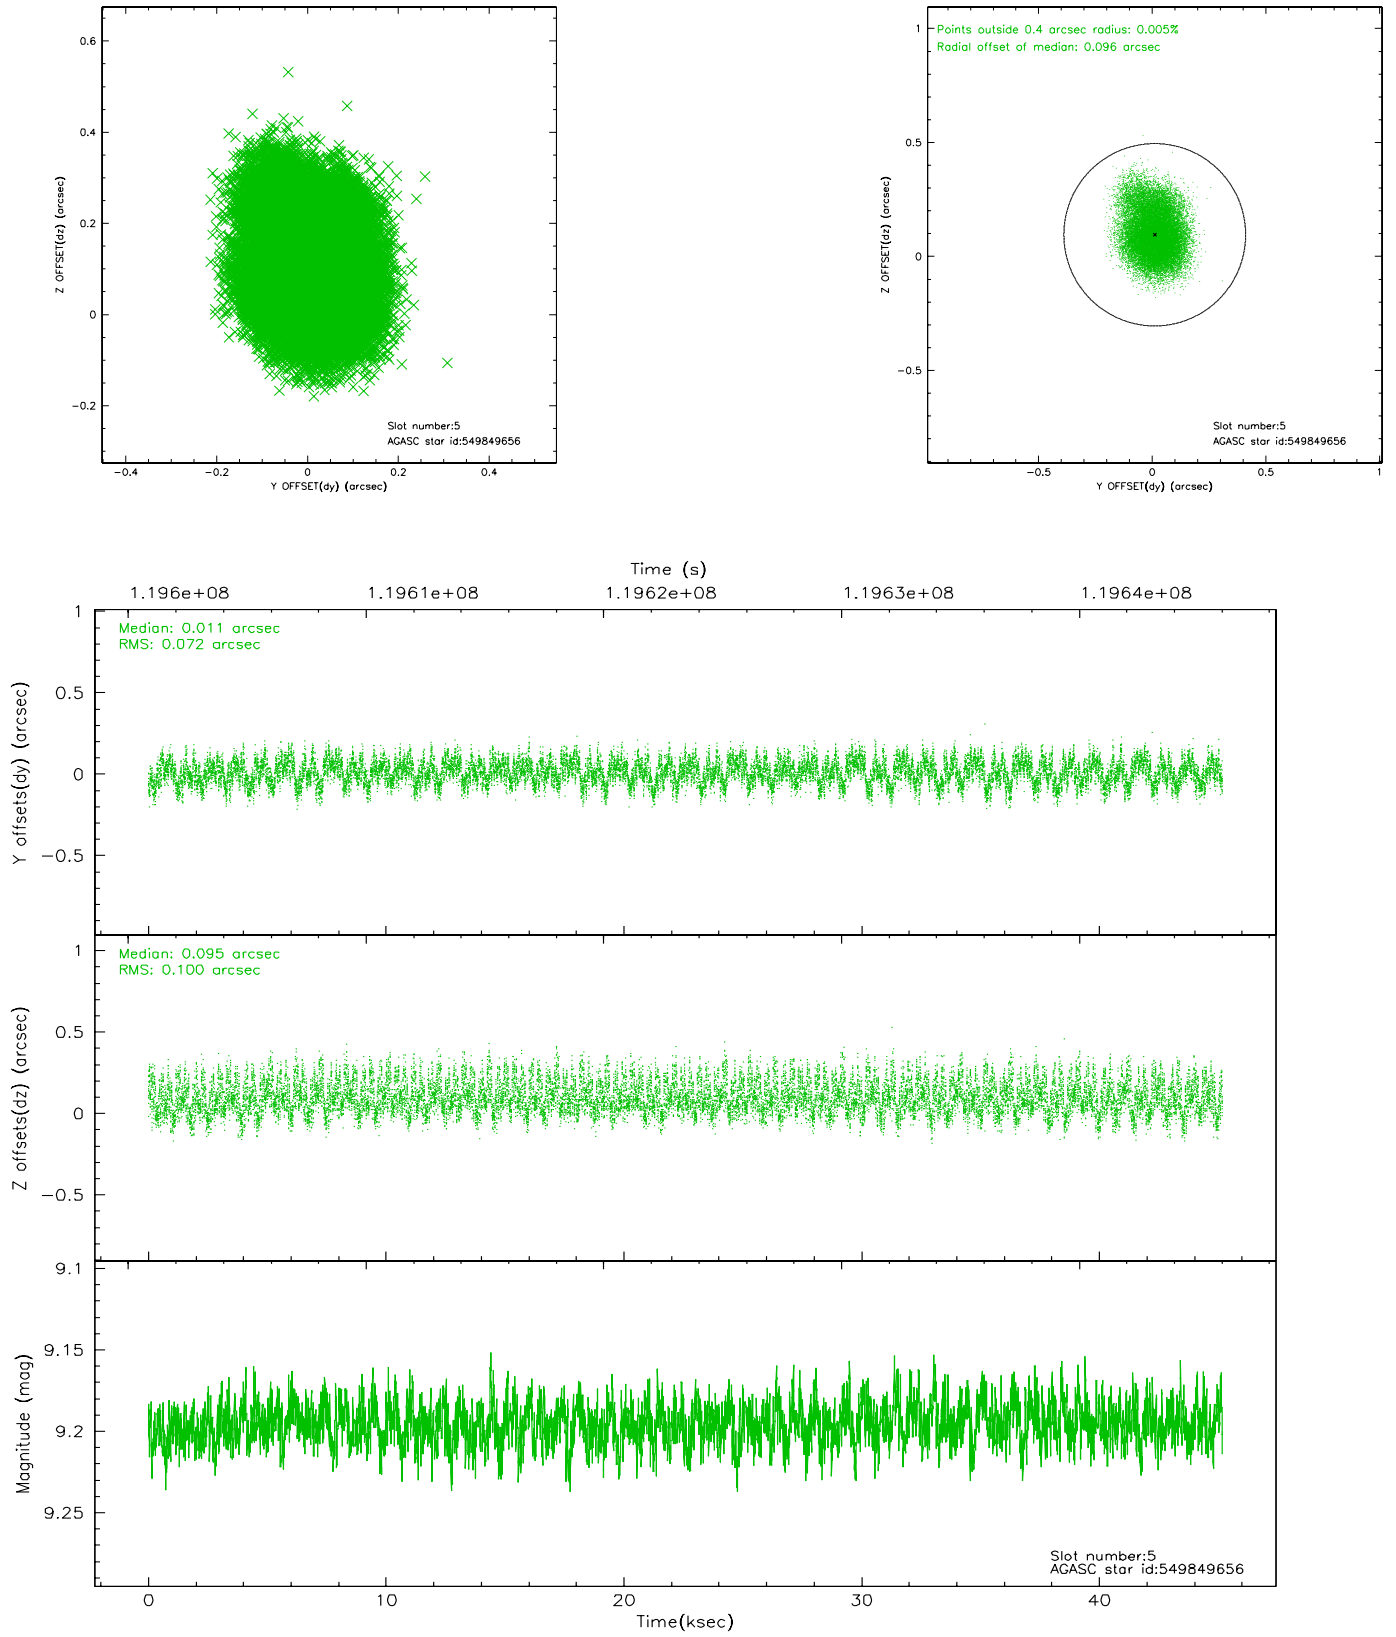 0.6
0.4
0.2
0
−0.2
−0.4
−0.2
0
0.2
0.4
Z OFFSET(dz) (arcsec)
Y OFFSET(dy) (arcsec)
Slot number:5
AGASC star id:549849656
Points outside 0.4 arcsec radius: 0.005%
Radial offset of median: 0.096 arcsec
1
0.5
0
−0.5
−0.5
0
0.5
1
Z OFFSET(dz) (arcsec)
Y OFFSET(dy) (arcsec)
Slot number:5
AGASC star id:549849656
Time (s)
1.196e+08
1.1961e+08
1.1962e+08
1.1963e+08
1.1964e+08
Median: 0.011 arcsec
RMS: 0.072 arcsec
1
0.5
0
−0.5
Y offsets(dy) (arcsec)
Median: 0.095 arcsec
RMS: 0.100 arcsec
1
0.5
0
−0.5
Z offsets(dz) (arcsec)
9.1
9.15
9.2
9.25
Magnitude (mag)
Slot number:5
AGASC star id:549849656
0
10
20
30
40
Time(ksec)